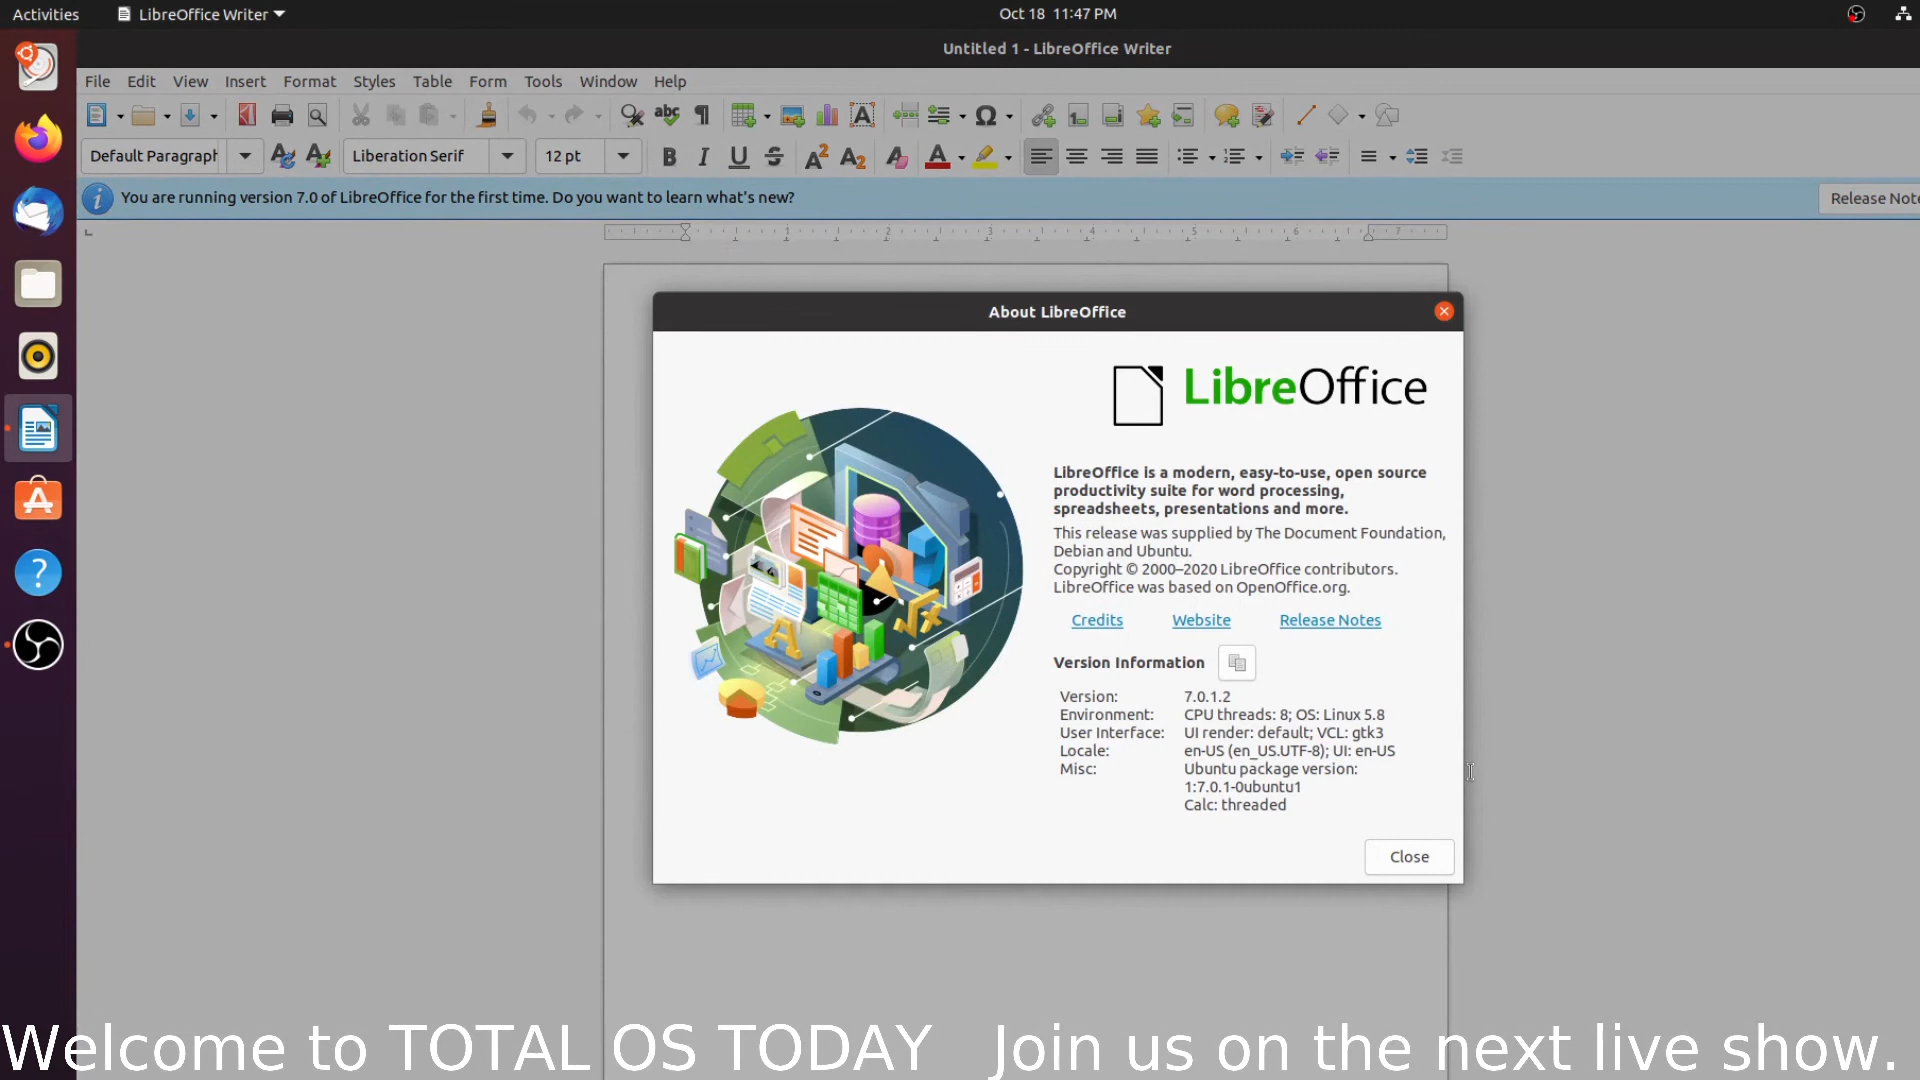 Activities LibreOffice Writer Oct 18 11:47 PM
Untitled 1 - LibreOffice Writer
File Edit View Insert Format Styles Table Form Tools Window Help
Default Paragraph Liberation Serif 12 pt
You are running version 7.0 of LibreOffice for the first time. Do you want to learn what's new? Release Note
1 2 3 4 5 6 7
About LibreOffice
LibreOffice
LibreOffice is a modern, easy-to-use, open source
productivity suite for word processing,
spreadsheets, presentations and more.
This release was supplied by The Document Foundation,
Debian and Ubuntu.
Copyright © 2000–2020 LibreOffice contributors.
LibreOffice was based on OpenOffice.org.
Credits Website Release Notes
Version Information
Version: 7.0.1.2
Environment: CPU threads: 8; OS: Linux 5.8
User Interface: UI render: default; VCL: gtk3
Locale: en-US (en_US.UTF-8); UI: en-US
Misc: Ubuntu package version:
1:7.0.1-0ubuntu1
Calc: threaded
Close
Welcome to TOTAL OS TODAY Join us on the next live show.